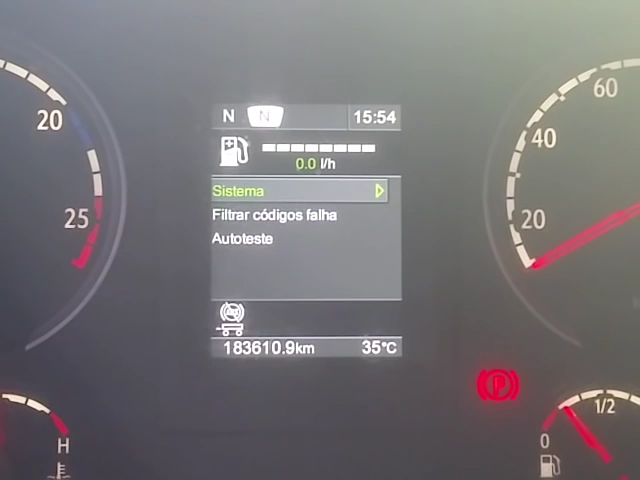 N N 15:54
60
20
0.0 l/h
40
Sistema
25
Filtrar códigos falha
20
Autoteste
183610.9km 35°C
P
1/2
H
0